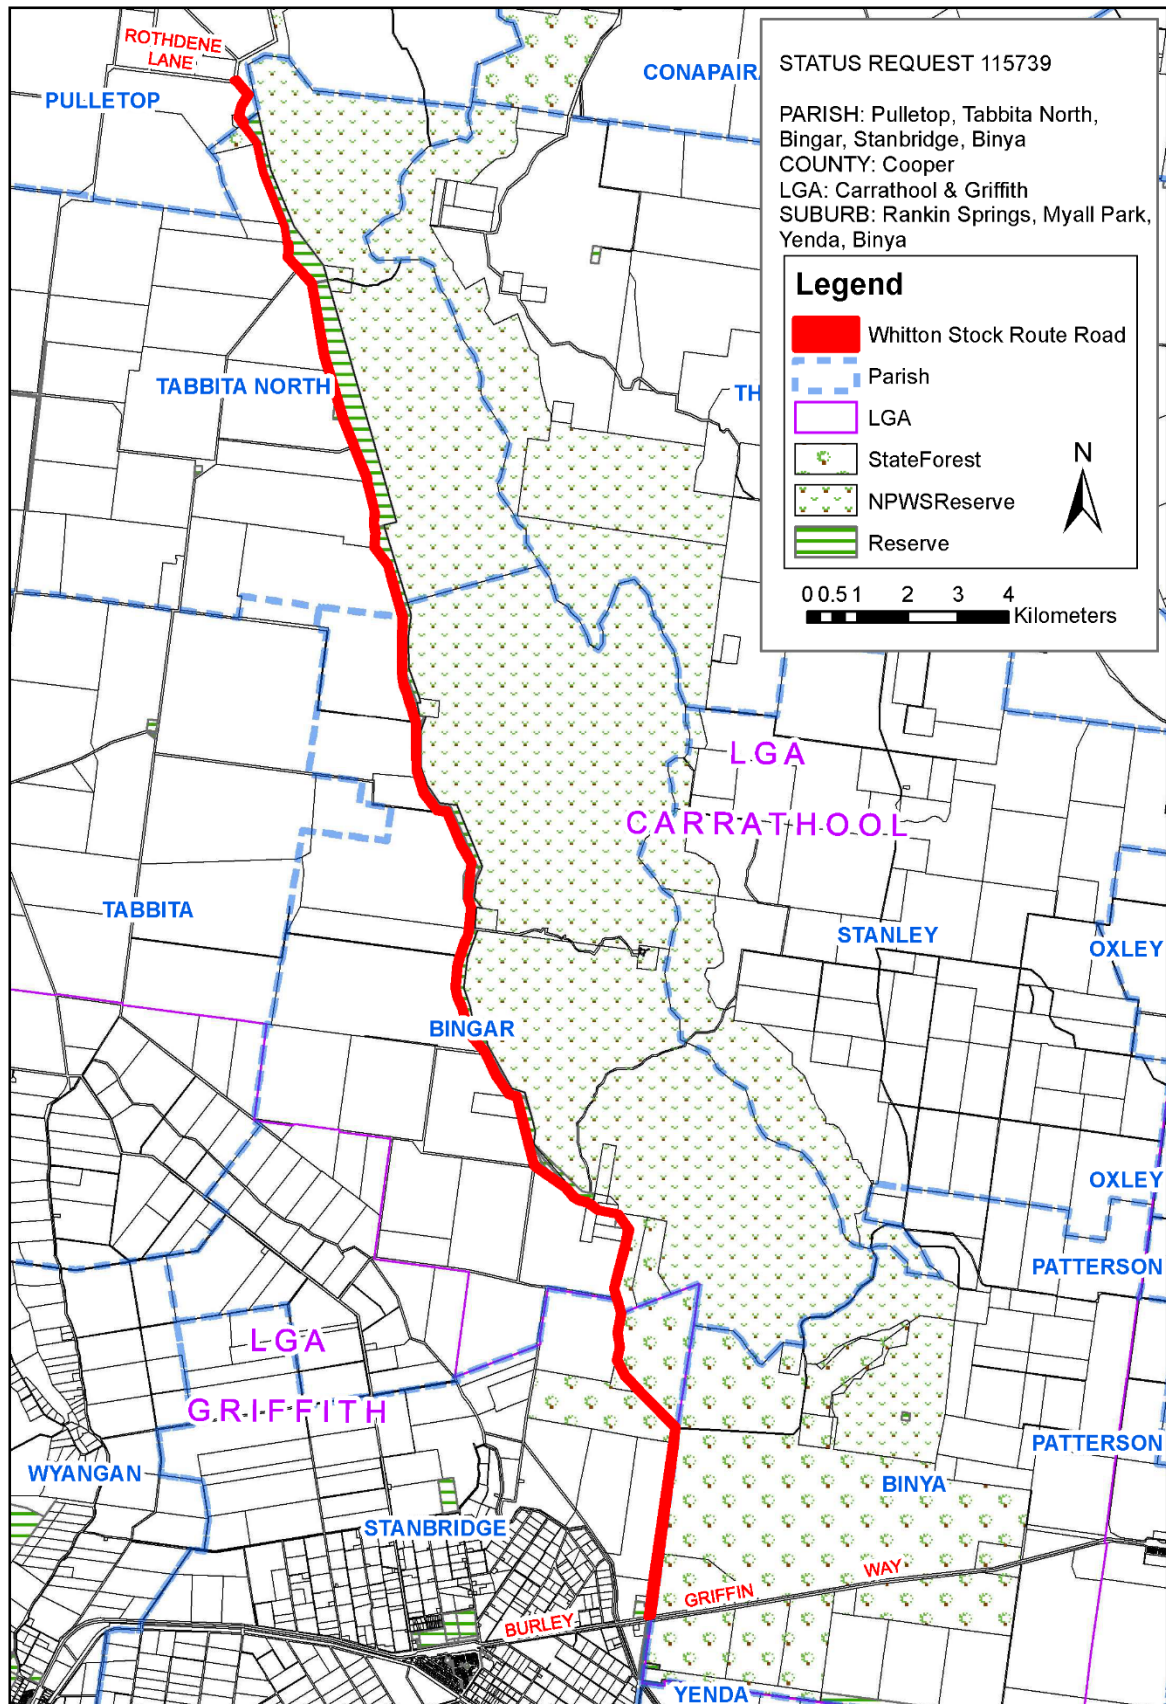 ROTHDENE
LANE
PULLETOP
CONAPAIR
STATUS REQUEST 115739
PARISH: Pulletop, Tabbita North,
Bingar, Stanbridge, Binya
COUNTY: Cooper
LGA: Carrathool & Griffith
SUBURB: Rankin Springs, Myall Park,
Yenda, Binya
Legend
Whitton Stock Route Road
Parish
LGA
StateForest
NPWSReserve
Reserve
N
0 0.5 1 2 3 4
Kilometers
TABBITA NORTH
TH
LGA
CARRATHOOL
TABBITA
STANLEY
OXLEY
BINGAR
OXLEY
PATTERSON
LGA
GRIFFITH
PATTERSON
WYANGAN
BINYA
STANBRIDGE
BURLEY GRIFFIN WAY
YENDA